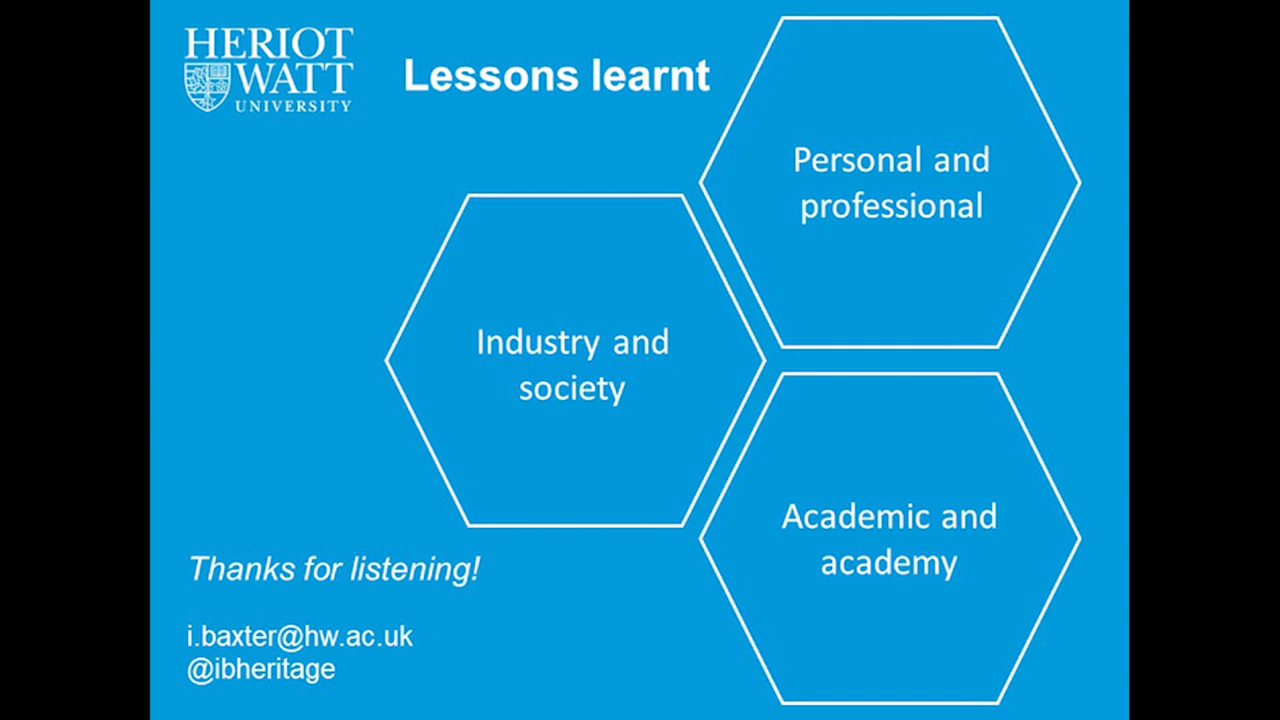 HERIOT
WATT
UNIVERSITY
Lessons learnt
Personal and
professional
Industry and
society
Academic and
academy
Thanks for listening!
i.baxter@hw.ac.uk
@ibheritage